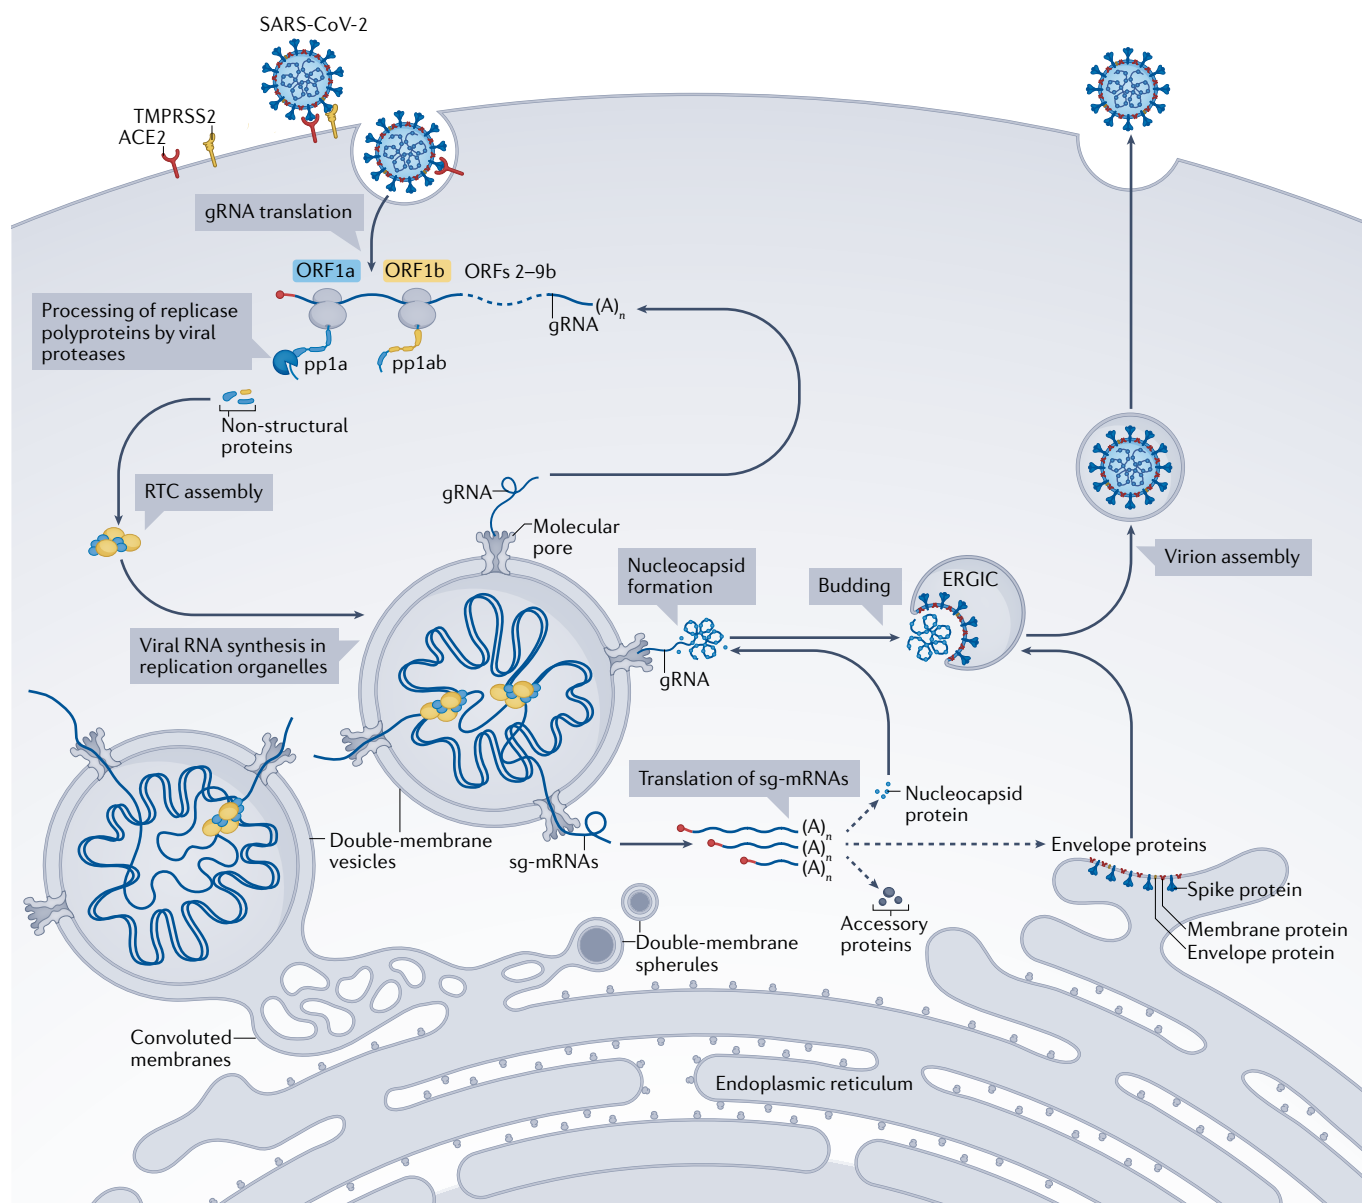 SARS-CoV-2
TMPRSS2
ACE2
gRNA translation
ORF1a
ORF1b
ORFs 2–9b
(A)n
gRNA
Processing of replicase
polyproteins by viral
proteases
pp1a
pp1ab
Non-structural
proteins
RTC assembly
gRNA
Molecular
pore
Nucleocapsid
formation
Budding
ERGIC
Virion assembly
Viral RNA synthesis in
replication organelles
gRNA
Translation of sg-mRNAs
Nucleocapsid
protein
Double-membrane
vesicles
sg-mRNAs
(A)n
(A)n
(A)n
Envelope proteins
Spike protein
Membrane protein
Envelope protein
Accessory
proteins
Double-membrane
spherules
Convoluted
membranes
Endoplasmic reticulum